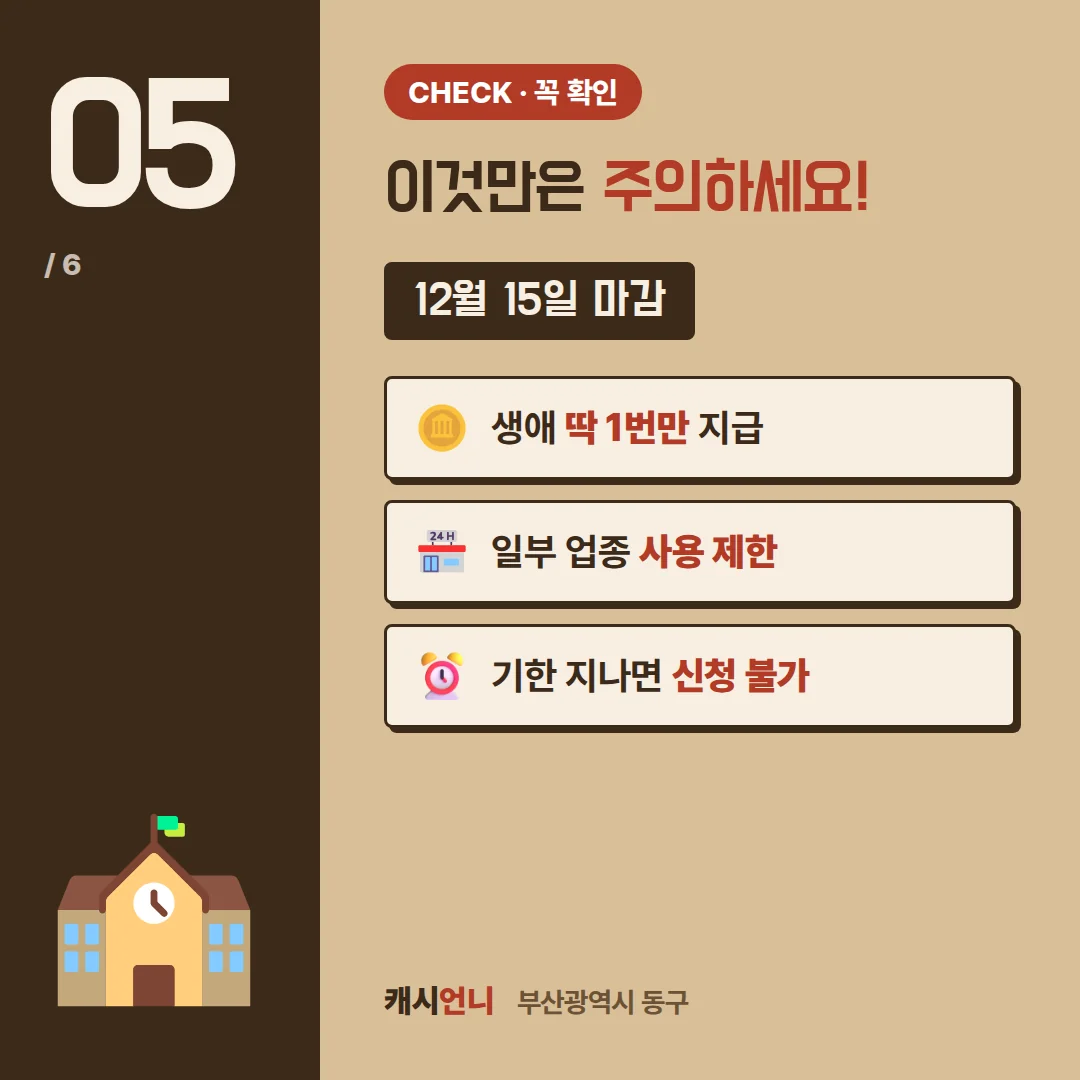 05
/ 6
CHECK · 꼭 확인
이것만은 주의하세요!
12월 15일 마감
생애 딱 1번만 지급
24 H
일부 업종 사용 제한
기한 지나면 신청 불가
캐시언니 부산광역시 동구